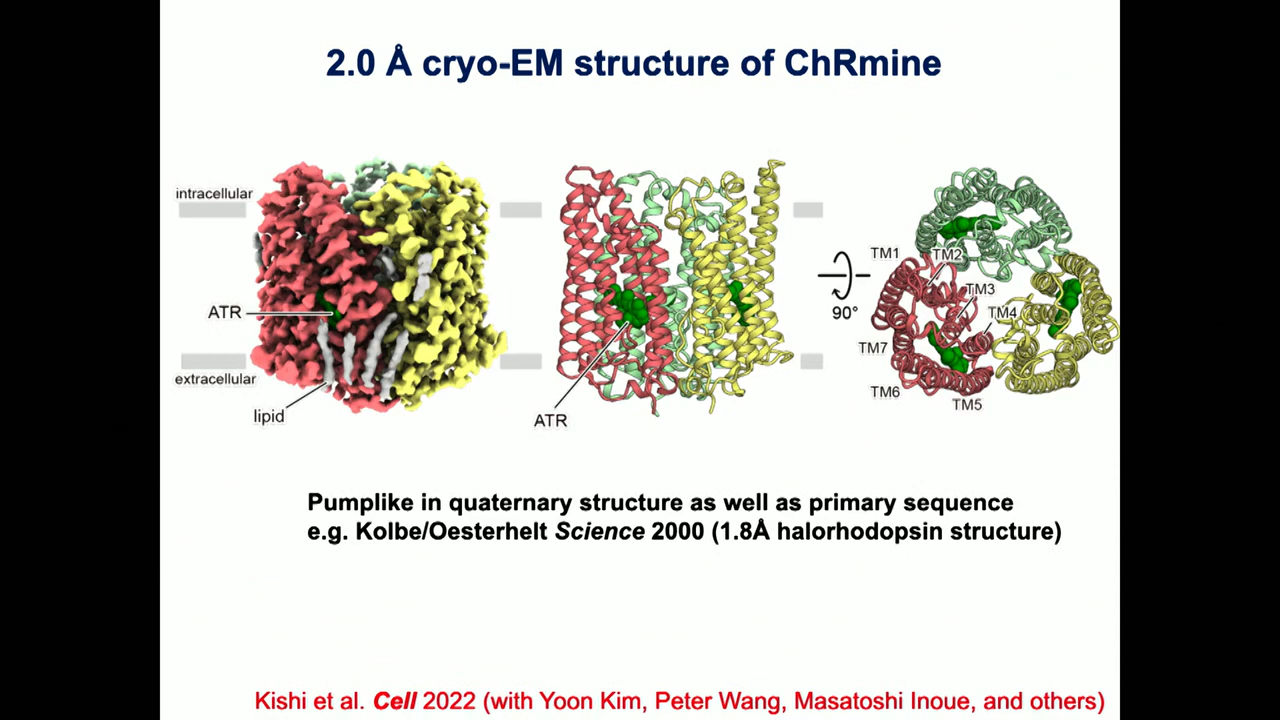 2.0 Å cryo-EM structure of ChRmine
intracellular
ATR
extracellular
lipid
ATR
90°
TM1
TM2
TM3
TM4
TM7
TM6
TM5
Pumplike in quaternary structure as well as primary sequence
e.g. Kolbe/Oesterhelt Science 2000 (1.8Å halorhodopsin structure)
Kishi et al. Cell 2022 (with Yoon Kim, Peter Wang, Masatoshi Inoue, and others)